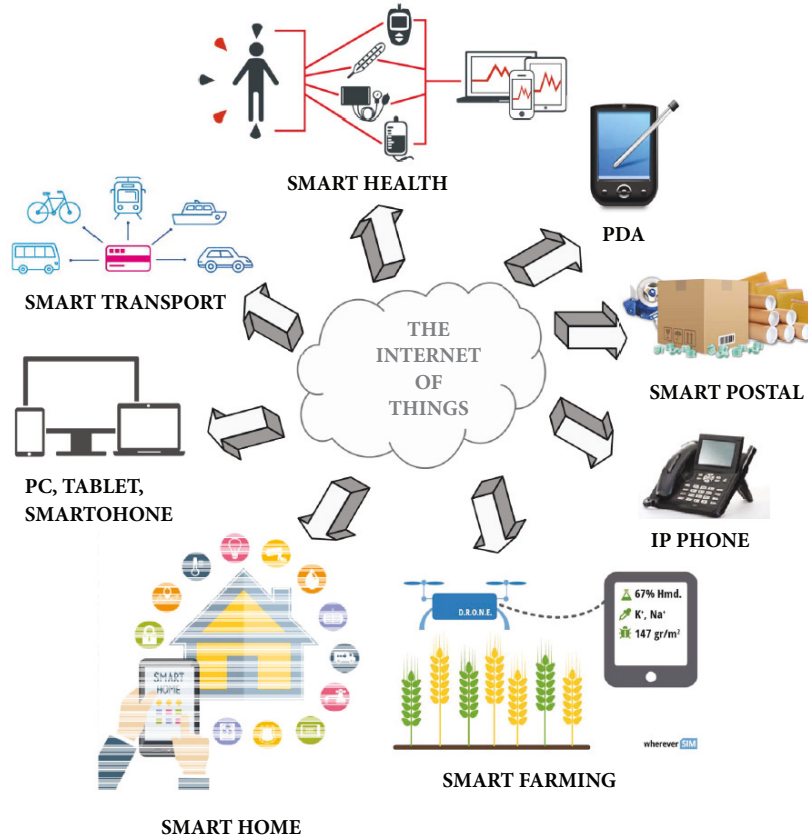 SMART HEALTH
PDA
SMART TRANSPORT
THE
INTERNET
OF
THINGS
SMART POSTAL
PC, TABLET,
SMARTOHONE
IP PHONE
D.R.O.N.E.
67% Hmd.
K⁺, Na⁺
147 gr/m²
SMART
HOME
wherever SIM
SMART FARMING
SMART HOME